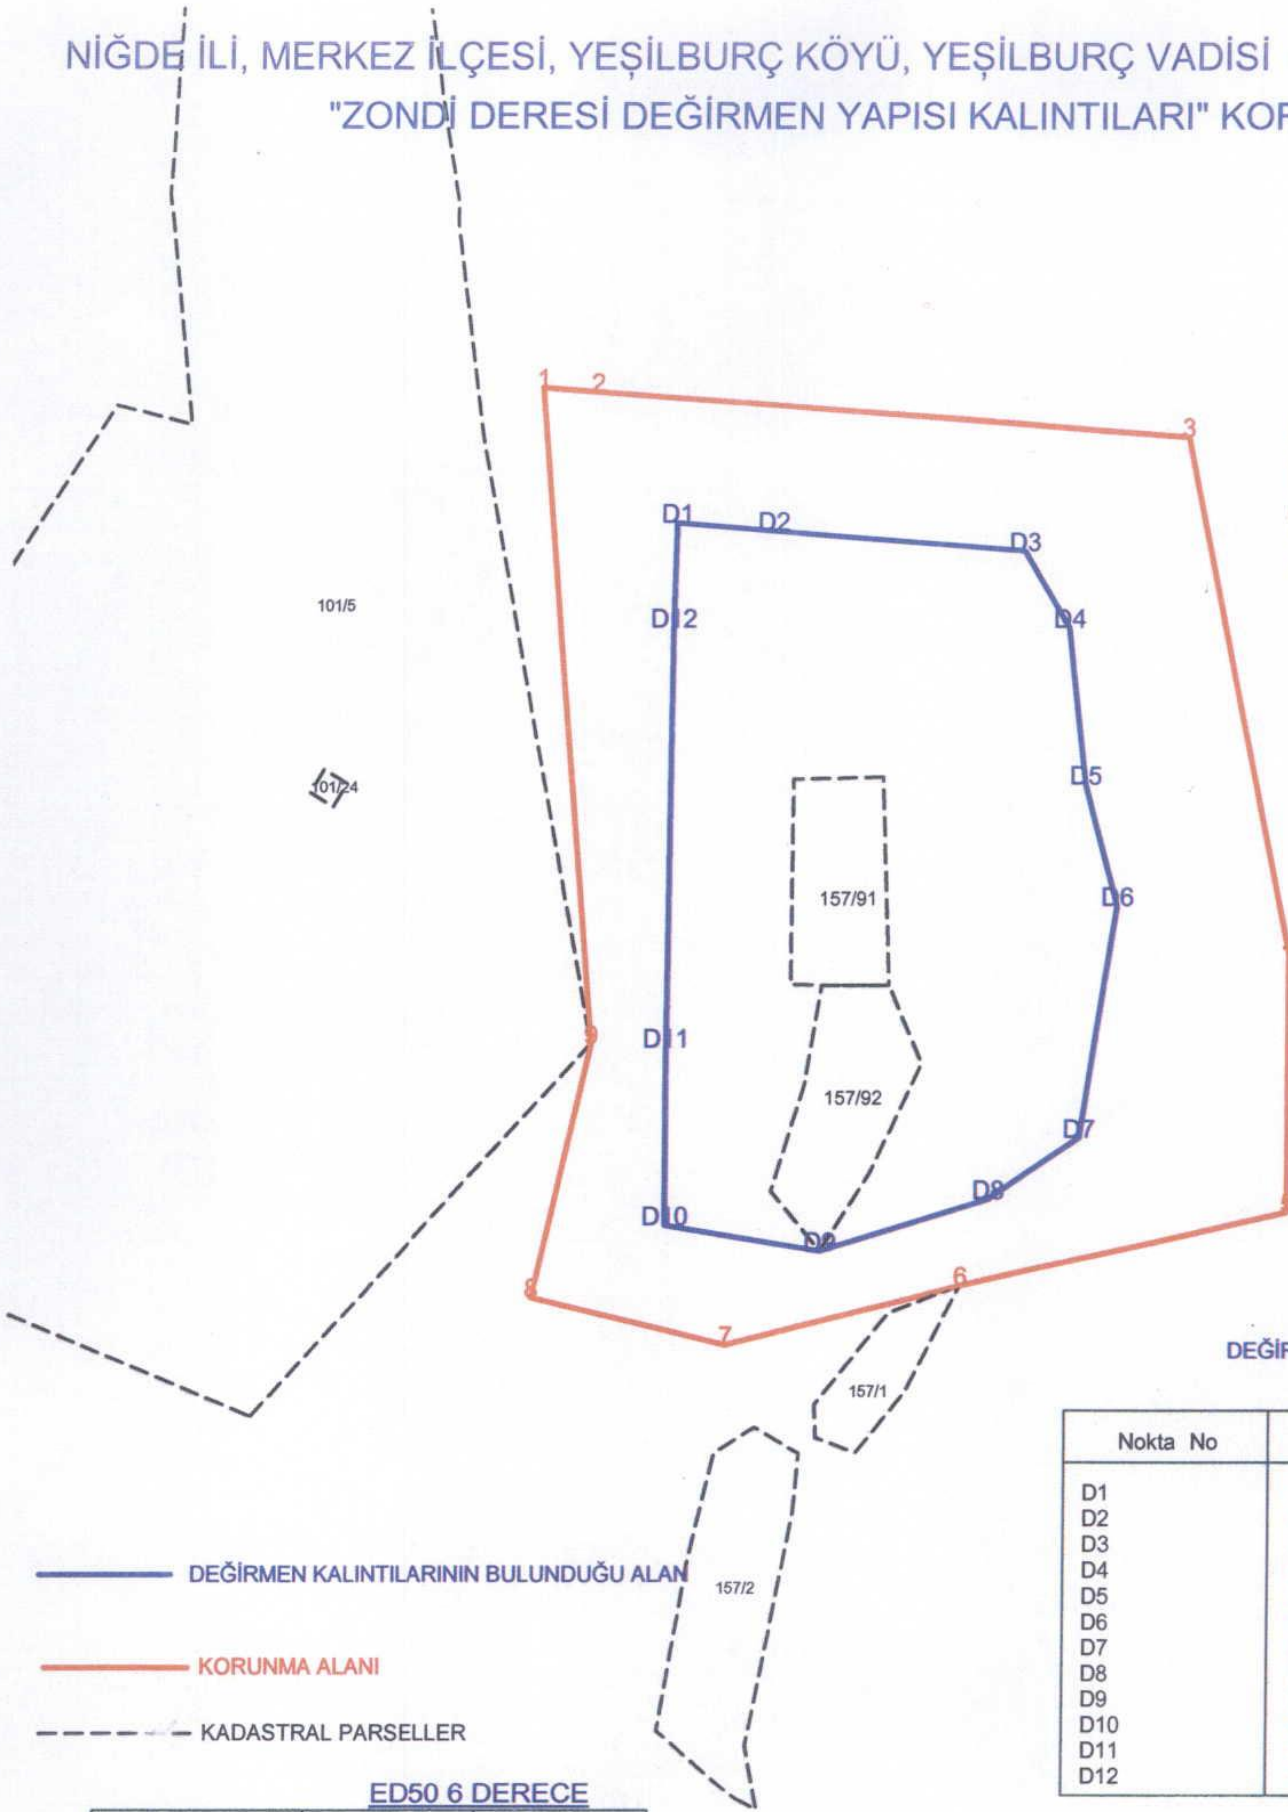 NİĞDE İLİ, MERKEZ İLÇESİ, YEŞİLBURÇ KÖYÜ, YEŞİLBURÇ VADİSİ
"ZONDİ DERESİ DEĞİRMEN YAPISI KALINTILARI"
1
2
3
D1
D2
D3
101/5
D12
D4
101/24
D5
157/91
D6
9
D11
157/92
D7
D8
D10
D9
6
8
7
DEĞİR
157/1
Nokta No
D1
D2
D3
D4
D5
D6
D7
D8
D9
D10
D11
D12
DEĞİRMEN KALINTILARININ BULUNDUĞU ALAN
157/2
KORUNMA ALANI
KADASTRAL PARSELLER
ED50 6 DERECE